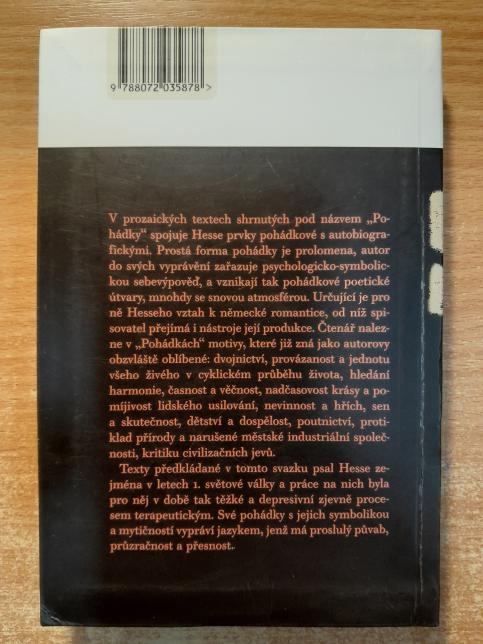 9 788072 035878 >
V prozaických textech shrnutých pod názvem „Po-
hádky“ spojuje Hesse prvky pohádkové s autobiogra-
fickými. Prostá forma pohádky je prolomena, autor
do svých vyprávění zařazuje psychologicko-symbolic-
kou sebevýpověď, a vznikají tak pohádkové poetické
útvary, mnohdy se snovou atmosférou. Určující je pro
ně Hesseho vztah k německé romantice, od níž spi-
sovatel přejímá i nástroje její produkce. Čtenář nalez-
ne v „Pohádkách“ motivy, které již zná jako autorovy
obzvláště oblíbené: dvojnictví, provázanost a jednotu
všeho živého v cyklickém průběhu života, hledání
harmonie, časnost a věčnost, nadčasovost krásy a po-
míjivost lidského usilování, nevinnost a hřích, sen
a skutečnost, dětství a dospělost, poutnictví, proti-
klad přírody a narušené městské industriální společ-
nosti, kritiku civilizačních jevů.
Texty předkládané v tomto svazku psal Hesse ze-
jména v letech 1. světové války a práce na nich byla
pro něj v době tak těžké a depresivní zjevně proce-
sem terapeutickým. Své pohádky s jejich symbolikou
a mytičností vypráví jazykem, jenž má proslulý půvab,
průzračnost a přesnost.